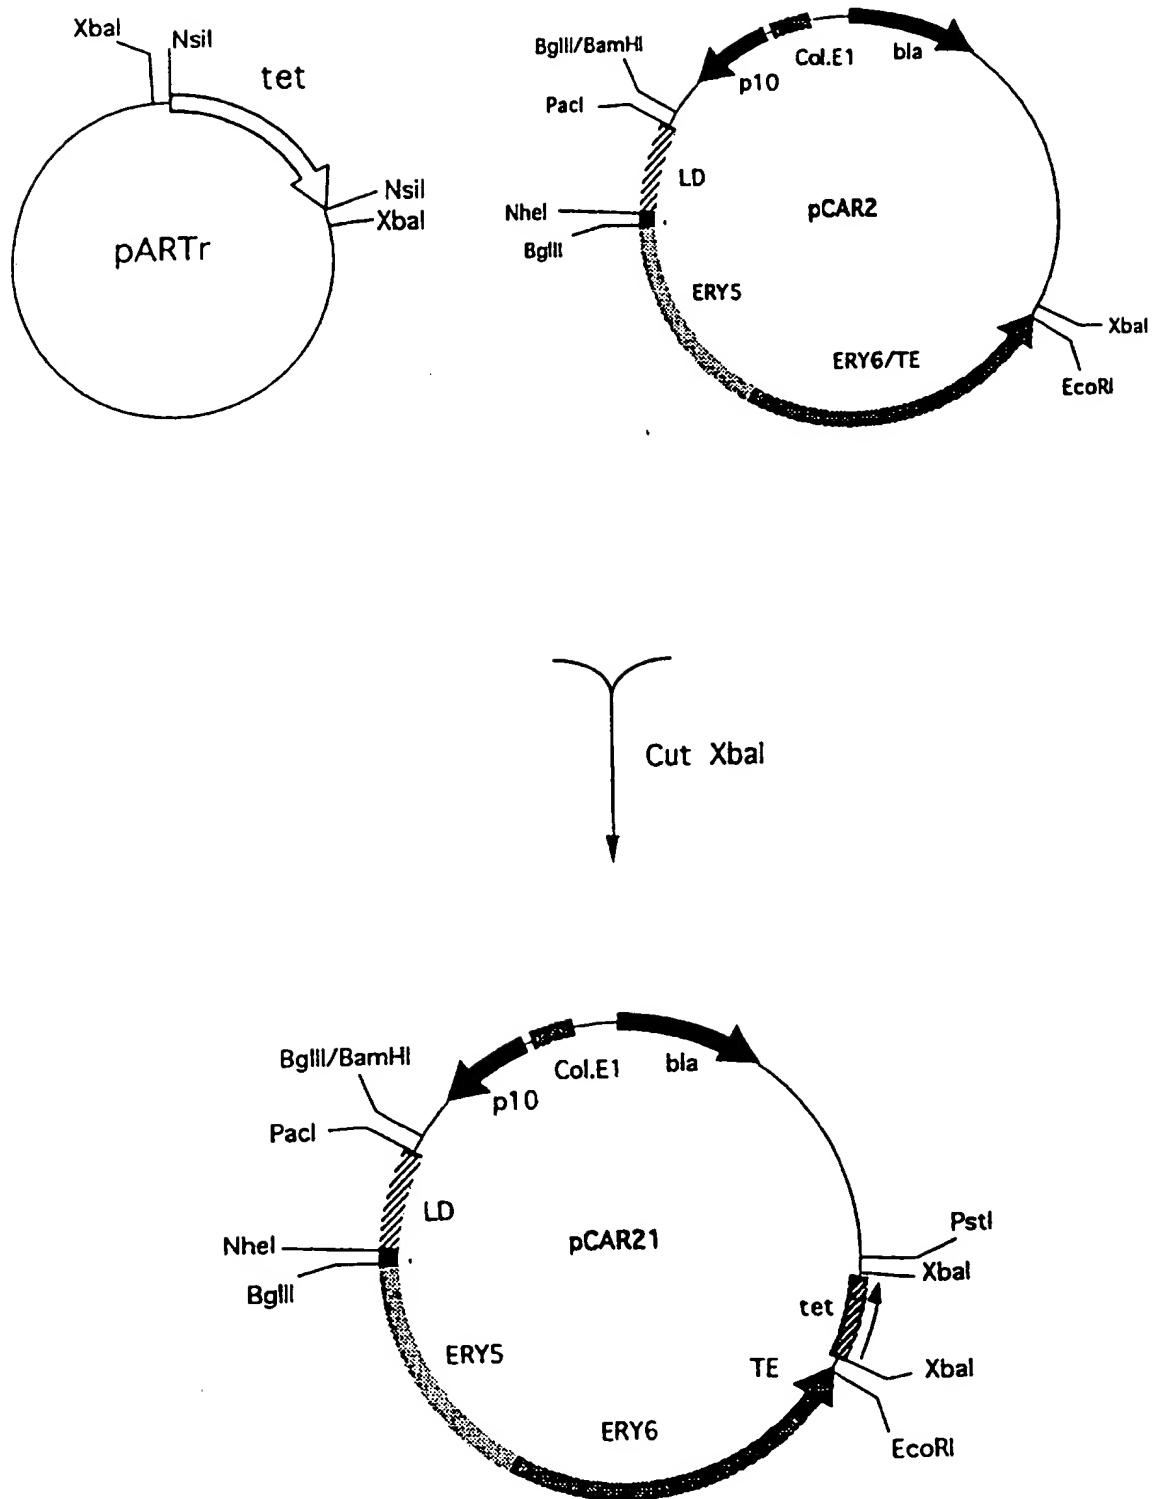 XbaI
NsiI
tet
NsiI
XbaI
pARTr
BglII/BamHI
Col.E1
bla
p10
PacI
LD
NheI
BglII
pCAR2
ERY5
ERY6/TE
XbaI
EcoRI
Cut XbaI
BglII/BamHI
Col.E1
bla
p10
PacI
LD
NheI
BglII
pCAR21
PstI
XbaI
tet
ERY5
TE
XbaI
ERY6
EcoRI